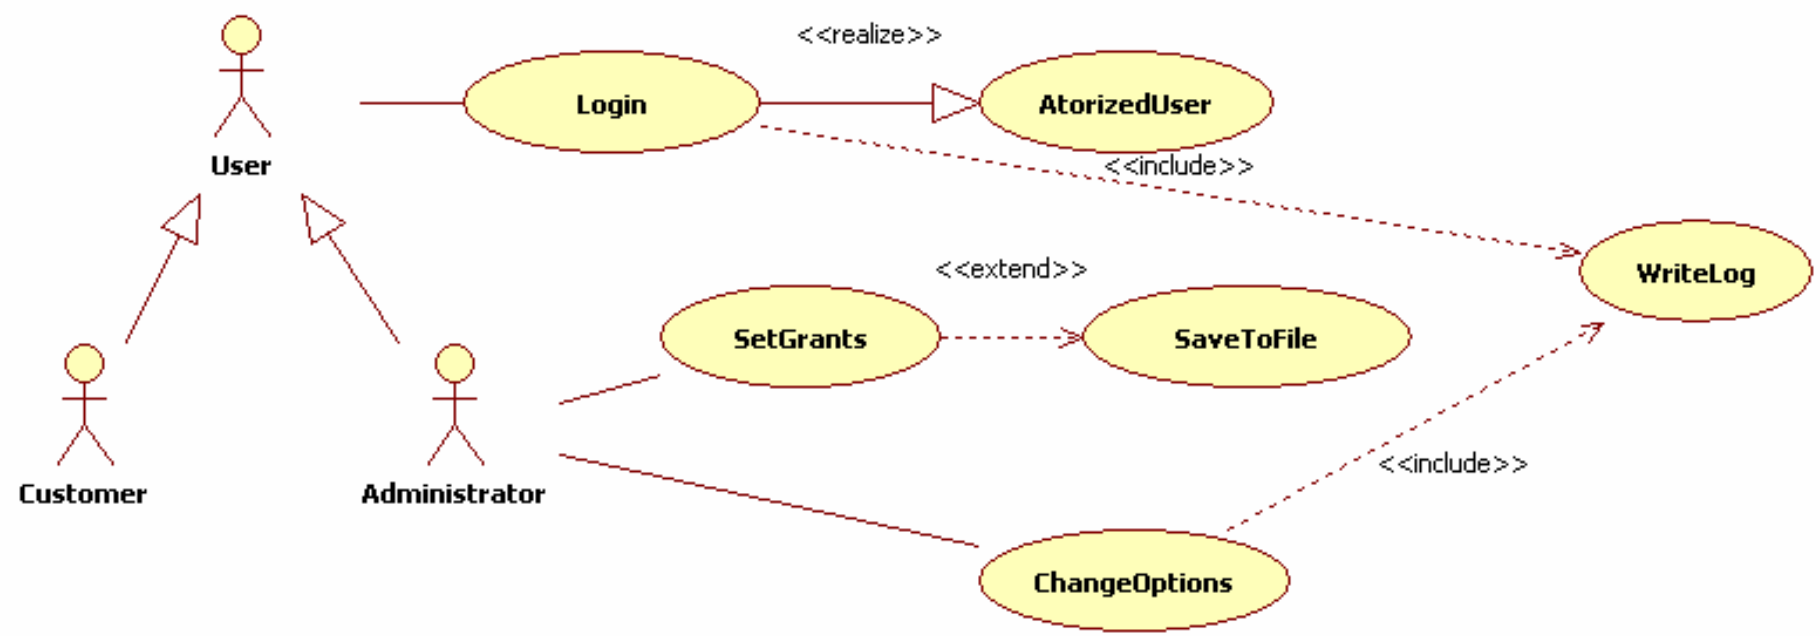 <<realize>>
Login
AtorizedUser
User
<<include>>
<<extend>>
WriteLog
SetGrants
SaveToFile
<<include>>
Customer
Administrator
ChangeOptions